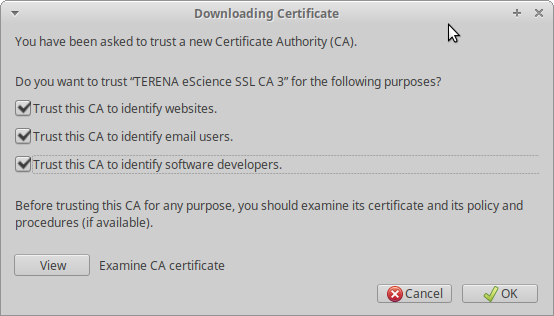 Downloading Certificate
You have been asked to trust a new Certificate Authority (CA).
Do you want to trust “TERENA eScience SSL CA 3” for the following purposes?
Trust this CA to identify websites.
Trust this CA to identify email users.
Trust this CA to identify software developers.
Before trusting this CA for any purpose, you should examine its certificate and its policy and
procedures (if available).
View Examine CA certificate
Cancel OK